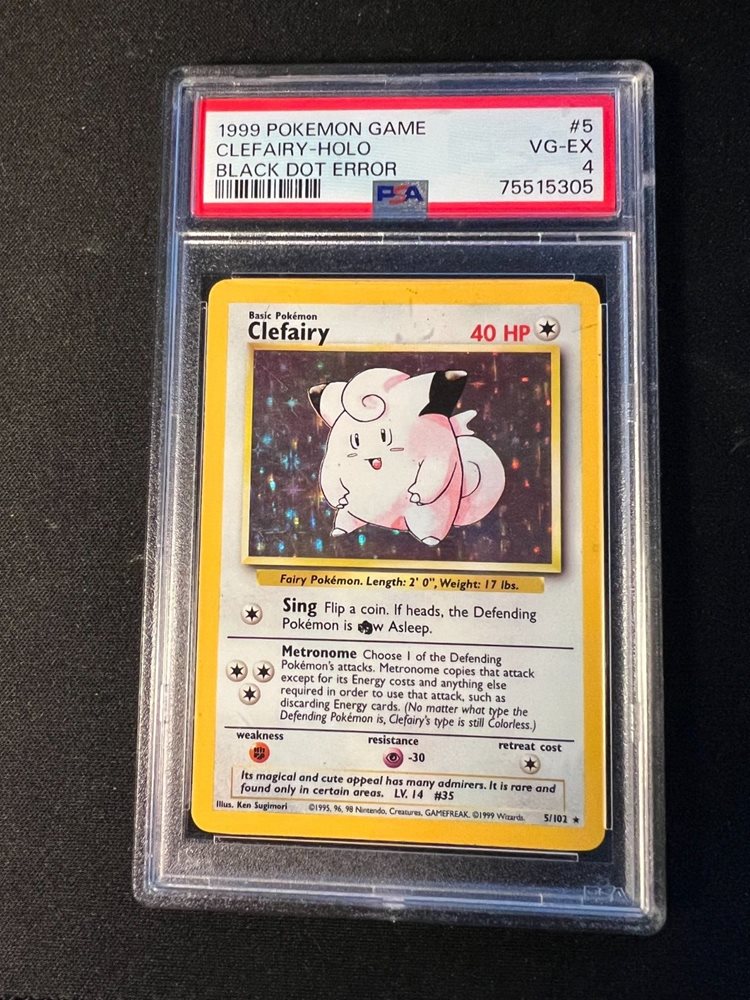 1999 POKEMON GAME #5
CLEFAIRY-HOLO VG-EX
BLACK DOT ERROR 4
PSA 75515305
Basic Pokémon
Clefairy 40 HP
Fairy Pokémon. Length: 2' 0", Weight: 17 lbs.
Sing Flip a coin. If heads, the Defending
Pokémon is w Asleep.
Metronome Choose 1 of the Defending
Pokémon's attacks. Metronome copies that attack
except for its Energy costs and anything else
required in order to use that attack, such as
discarding Energy cards. (No matter what type the
Defending Pokémon is, Clefairy's type is still Colorless.)
weakness resistance retreat cost
-30
Its magical and cute appeal has many admirers. It is rare and
found only in certain areas. LV. 14 #35
Illus. Ken Sugimori ©1995, 96, 98 Nintendo, Creatures, GAMEFREAK. ©1999 Wizards. 5/102 ★
PSA